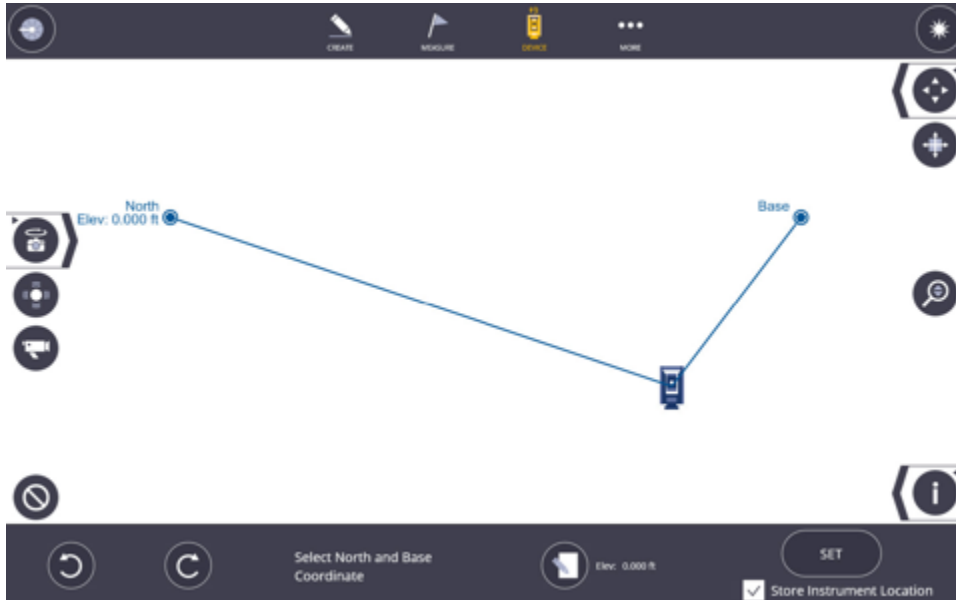 CREATE
MEASURE
DEVICE
MORE
North
Elev: 0.000 ft
Base
i
Select North and Base
Coordinate
Elev: 0.000 ft
SET
Store Instrument Location